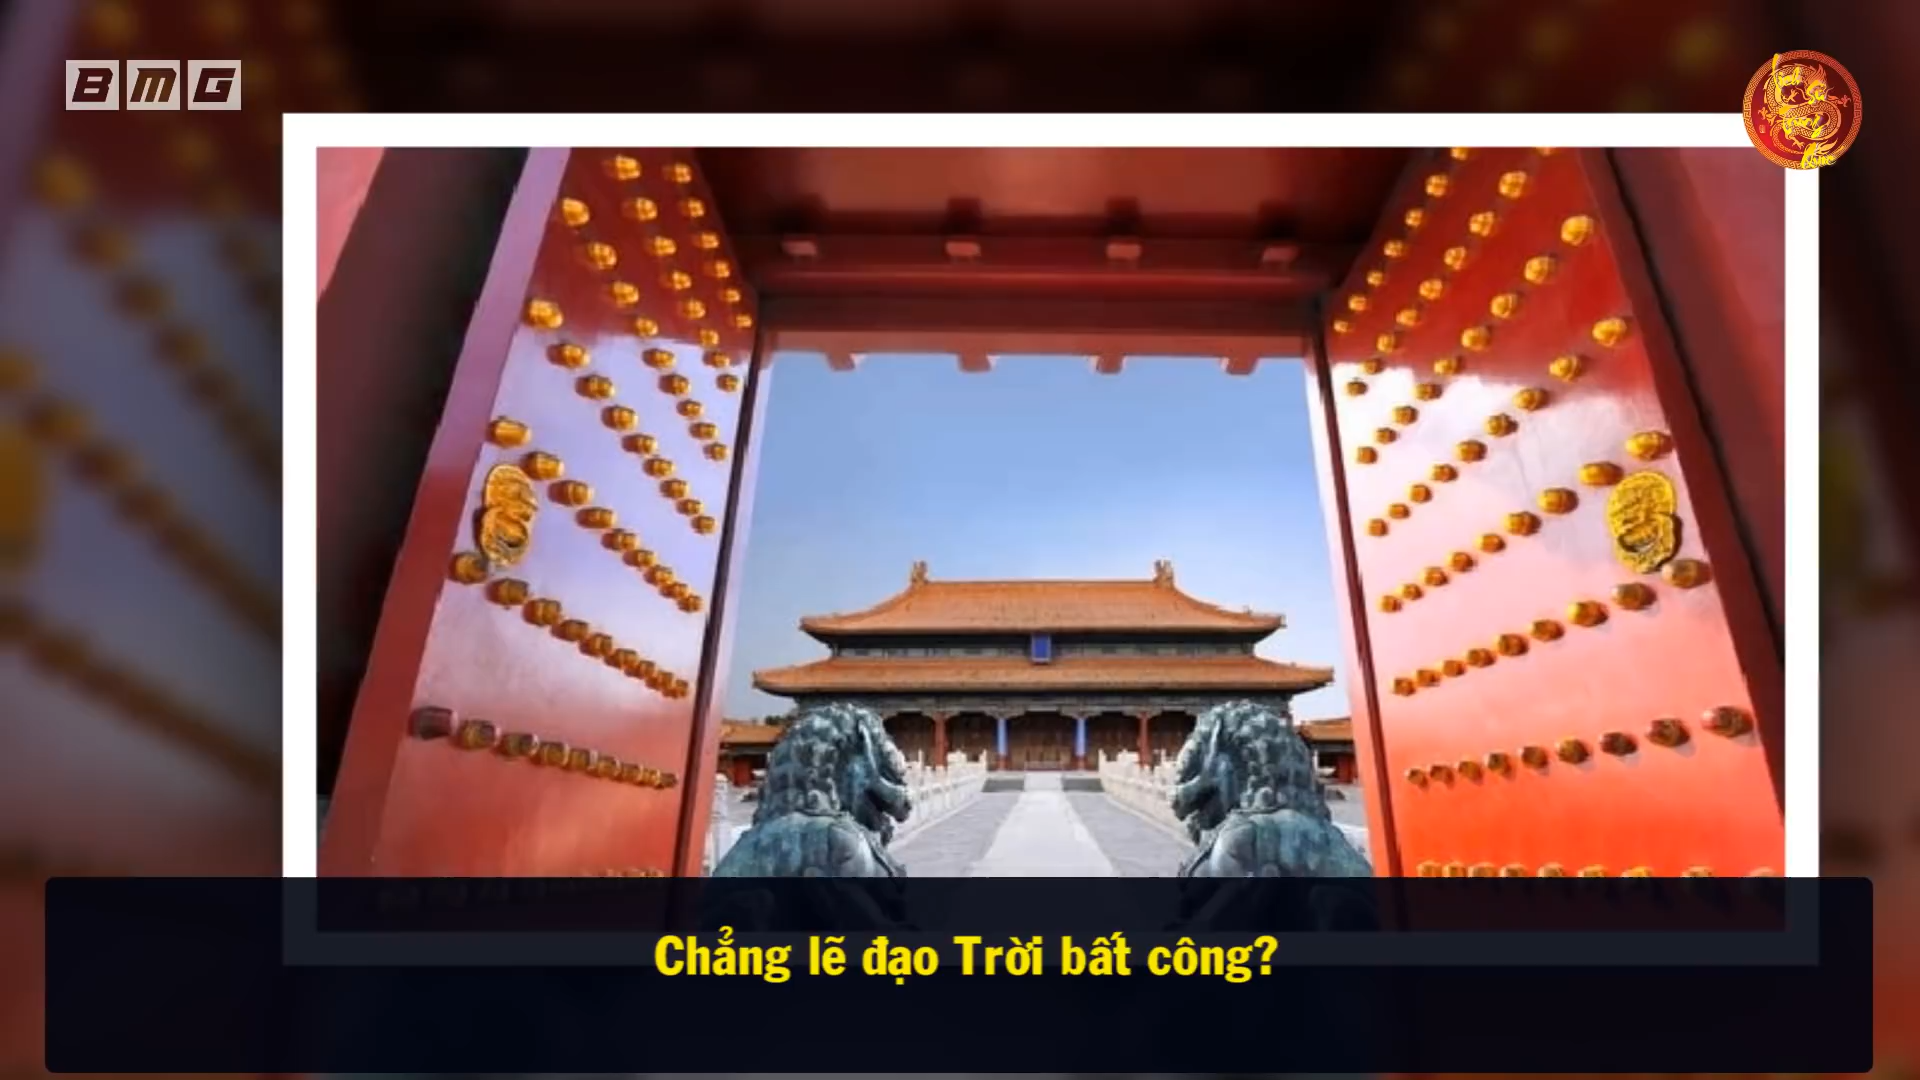 BMG
Chẳng lẽ đạo Trời bất công?